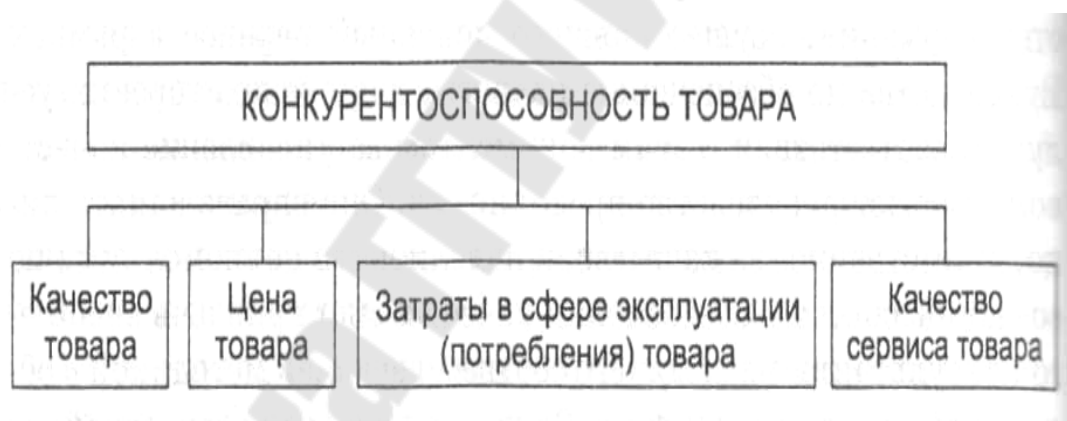 КОНКУРЕНТОСПОСОБНОСТЬ ТОВАРА
Качество
товара
Цена
товара
Затраты в сфере эксплуатации
(потребления) товара
Качество
сервиса товара